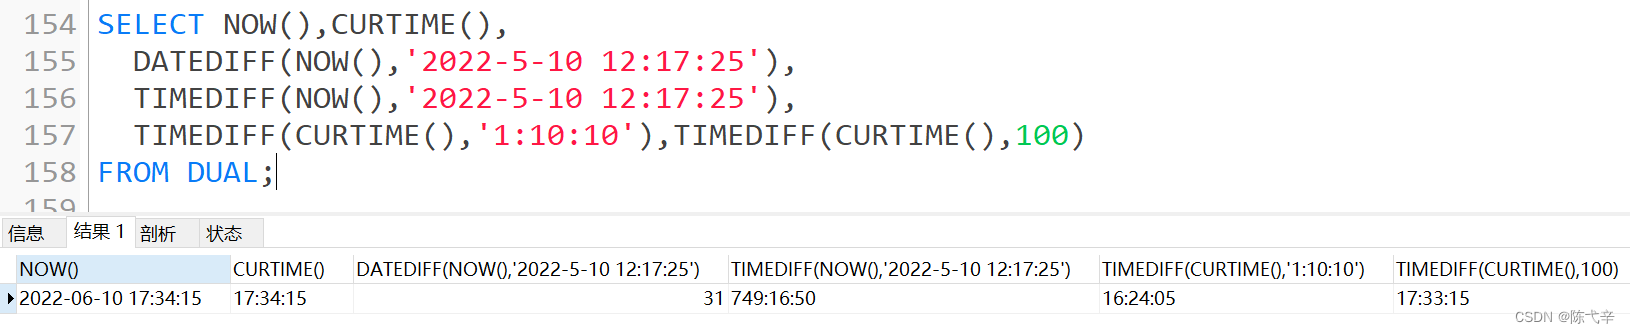 154 SELECT NOW(),CURTIME(),
155 DATEDIFF(NOW(),'2022-5-10 12:17:25'),
156 TIMEDIFF(NOW(),'2022-5-10 12:17:25'),
157 TIMEDIFF(CURTIME(),'1:10:10'),TIMEDIFF(CURTIME(),100)
158 FROM DUAL;
159
信息 结果 1 剖析 状态
NOW() CURTIME() DATEDIFF(NOW(),'2022-5-10 12:17:25') TIMEDIFF(NOW(),'2022-5-10 12:17:25') TIMEDIFF(CURTIME(),'1:10:10') TIMEDIFF(CURTIME(),100)
2022-06-10 17:34:15 17:34:15 31 749:16:50 16:24:05 17:33:15
CSDN @陈弋辛